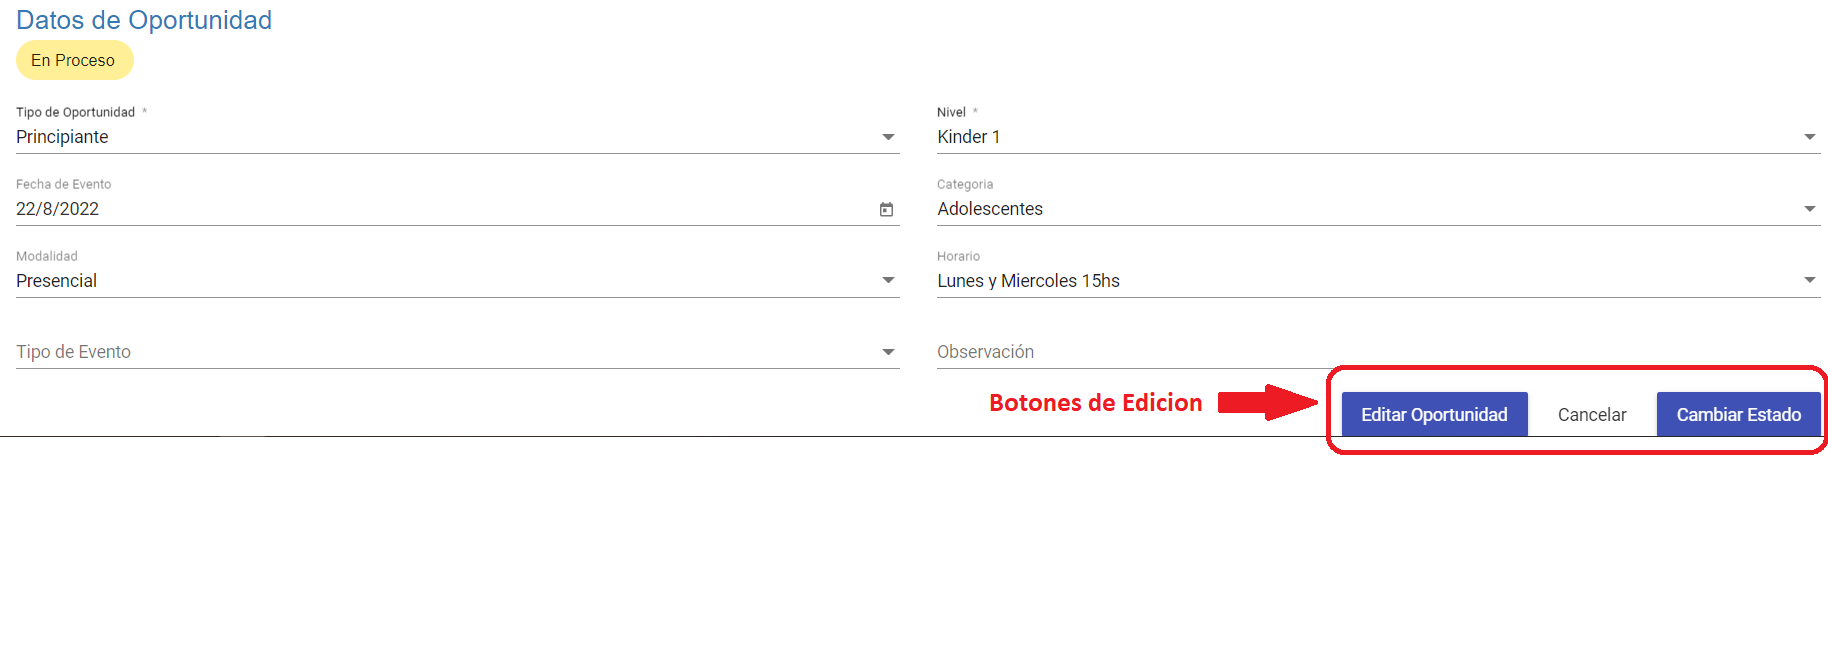 Datos de Oportunidad
En Proceso
Tipo de Oportunidad *
Principiante
Nivel *
Kinder 1
Fecha de Evento
22/8/2022
Categoria
Adolescentes
Modalidad
Presencial
Horario
Lunes y Miercoles 15hs
Tipo de Evento
Observación
Botones de Edicion
Editar Oportunidad
Cancelar
Cambiar Estado